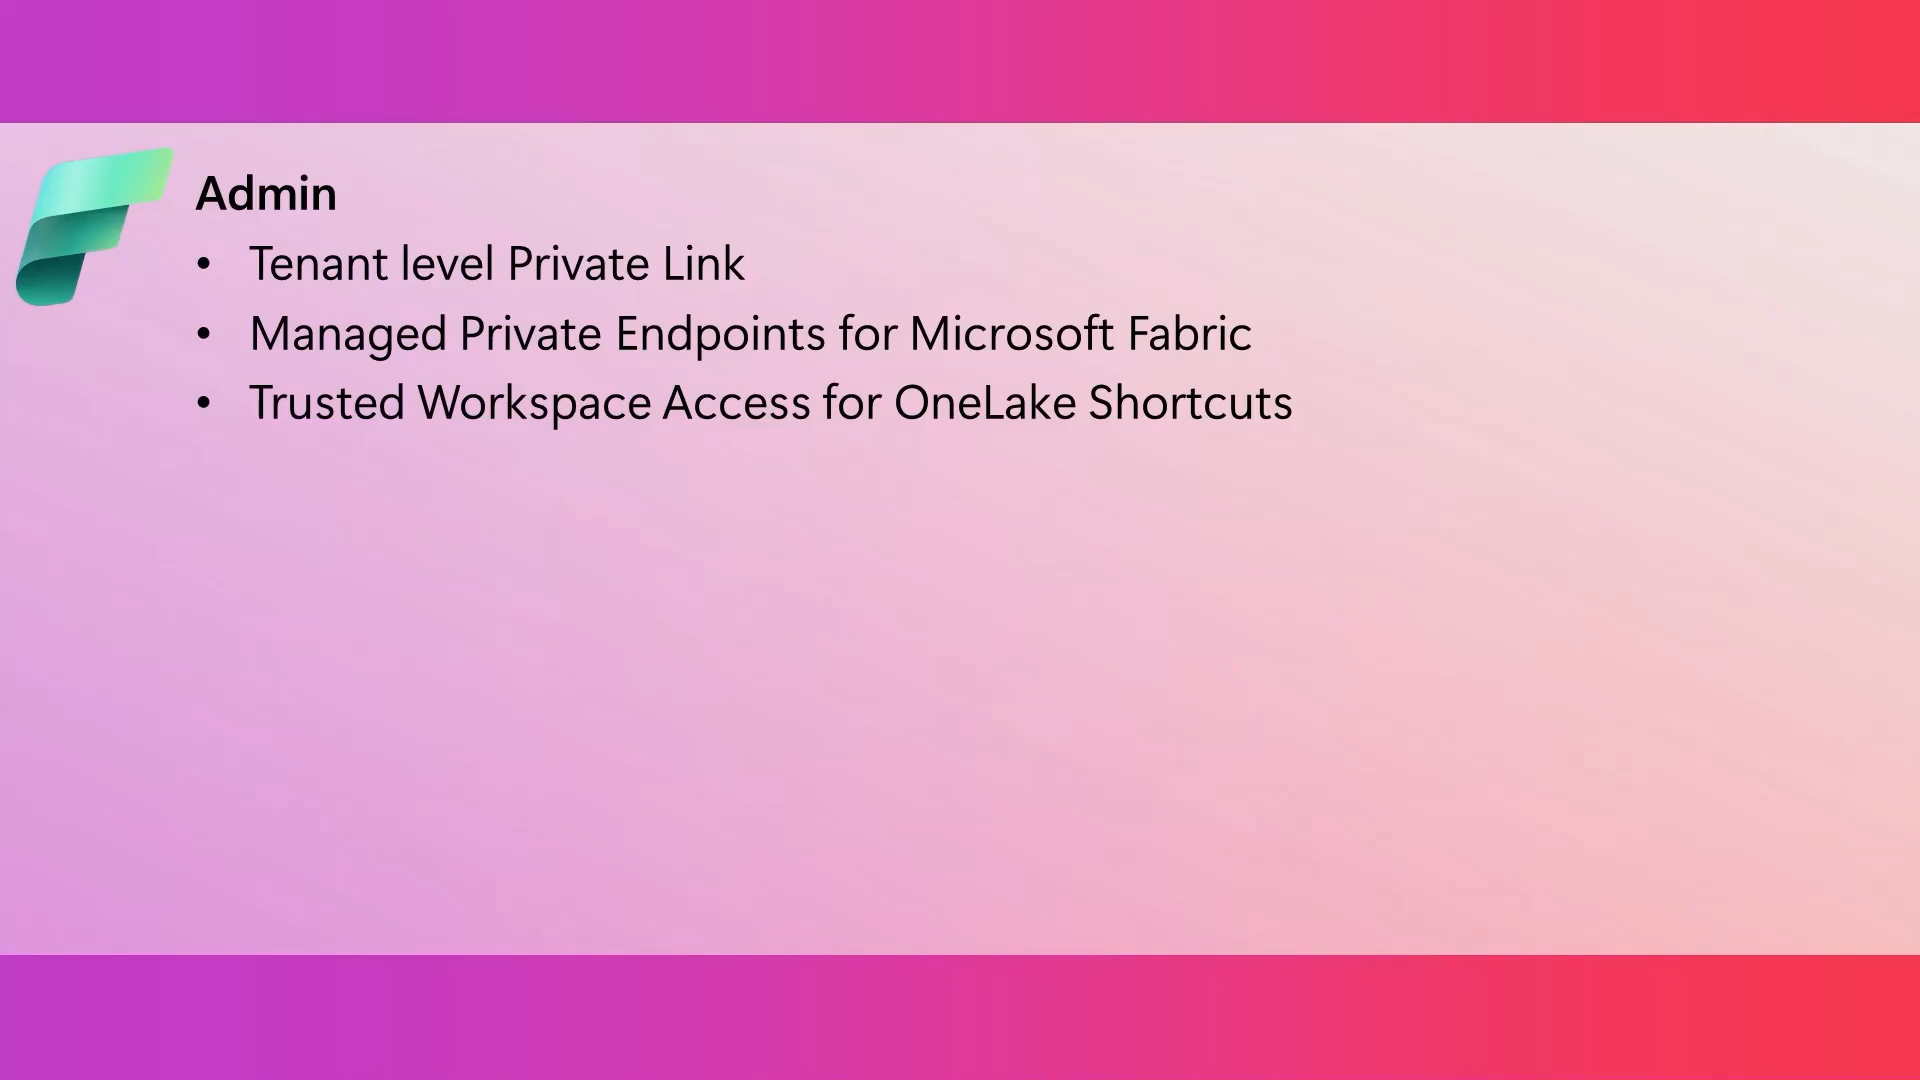 Admin
• Tenant level Private Link
• Managed Private Endpoints for Microsoft Fabric
• Trusted Workspace Access for OneLake Shortcuts